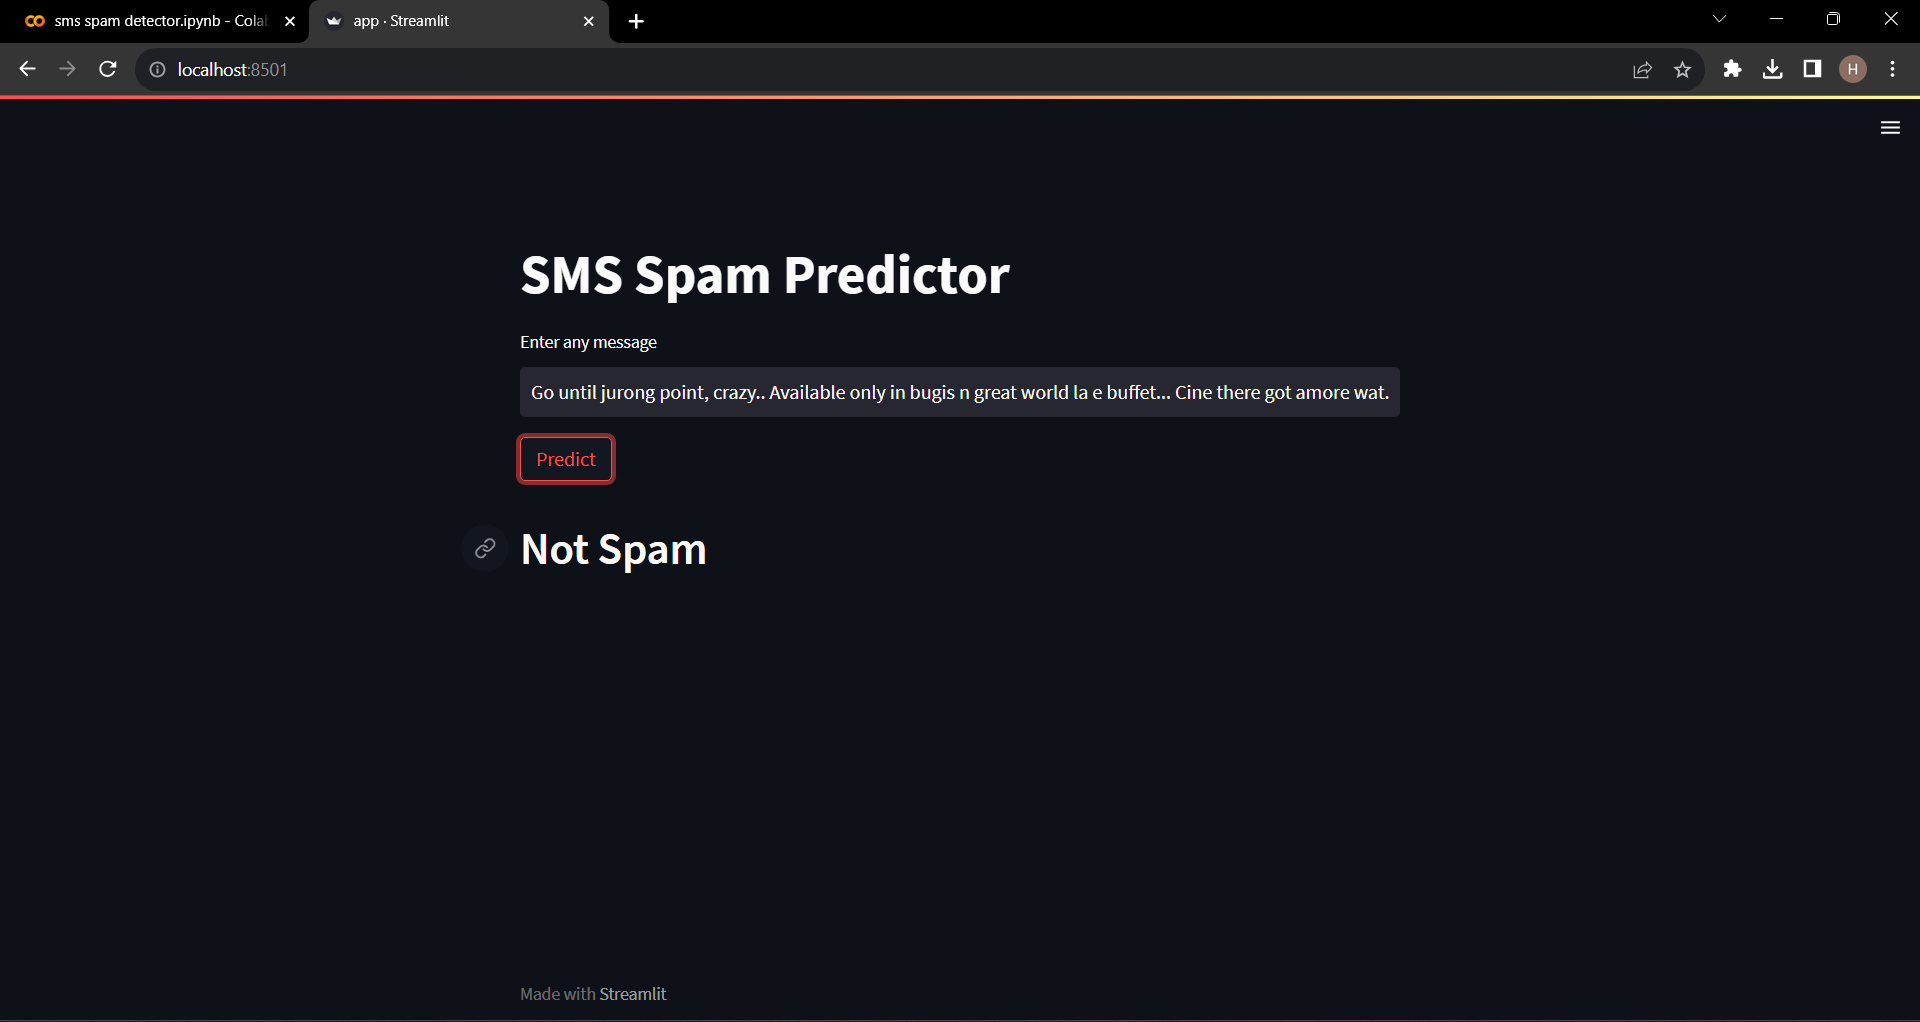 sms spam detector.ipynb - Cola
app · Streamlit
localhost:8501
H
SMS Spam Predictor
Enter any message
Go until jurong point, crazy.. Available only in bugis n great world la e buffet... Cine there got amore wat.
Predict
Not Spam
Made with Streamlit